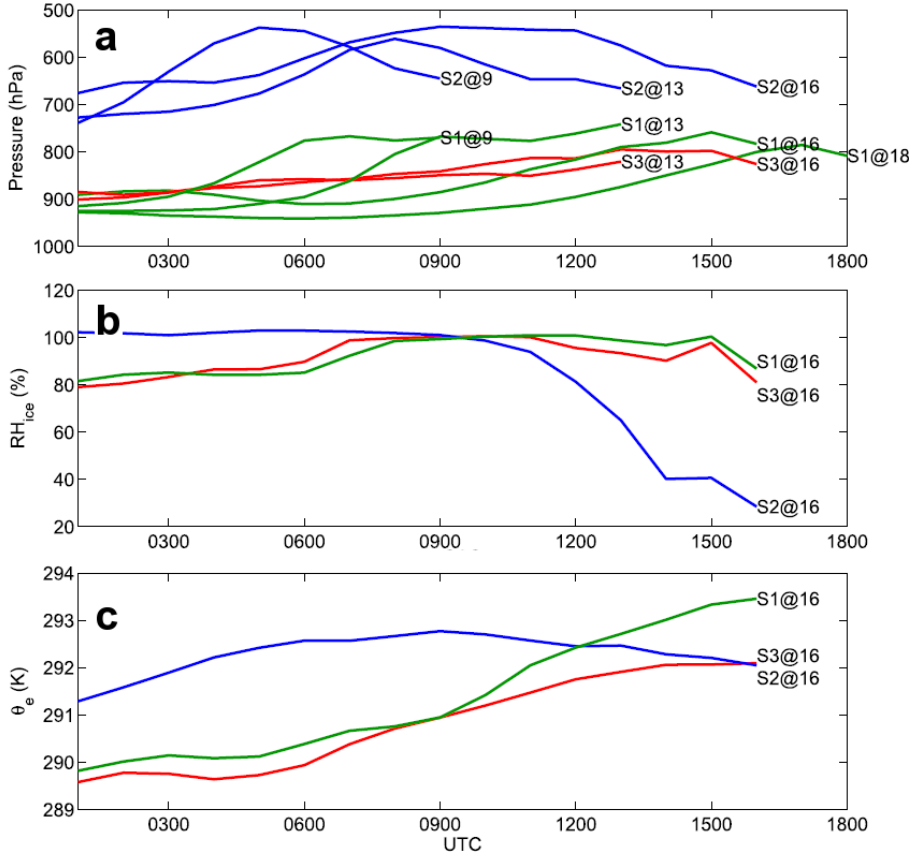 500
a
600
S2@9
S2@13
S2@16
Pressure (hPa)
700
S1@9
S1@13
S1@16
S1@18
800
S3@13
S3@16
900
1000
0300 0600 0900 1200 1500 1800
120
b
100
S1@16
80
S3@16
RHice (%)
60
40
S2@16
20
0300 0600 0900 1200 1500 1800
294
c
S1@16
293
S3@16
292
S2@16
θe (K)
291
290
289
0300 0600 0900 1200 1500 1800
UTC